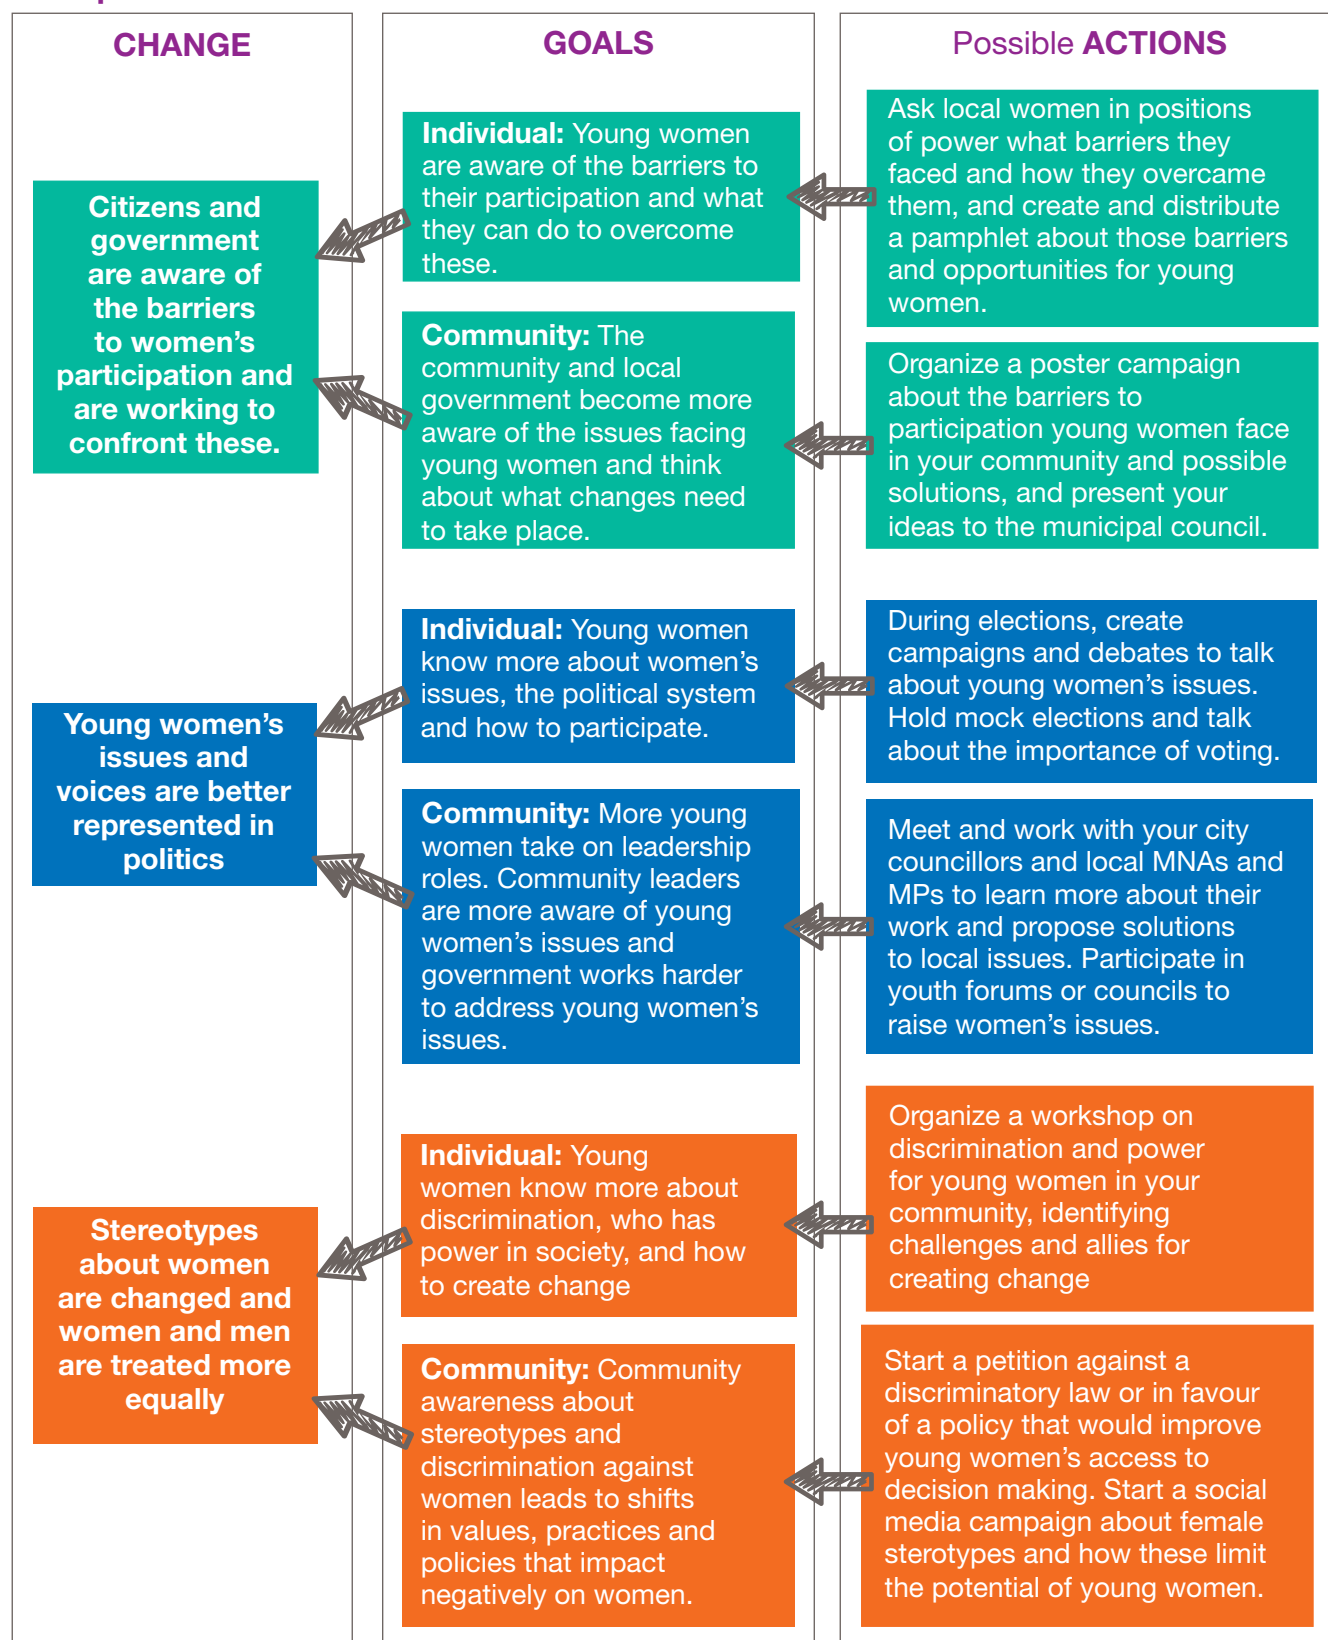 CHANGE
GOALS
Possible ACTIONS
Citizens and
government
are aware of
the barriers
to women’s
participation and
are working to
confront these.
Individual: Young women
are aware of the barriers to
their participation and what
they can do to overcome
these.
Ask local women in positions
of power what barriers they
faced and how they overcame
them, and create and distribute
a pamphlet about those barriers
and opportunities for young
women.
Community: The
community and local
government become more
aware of the issues facing
young women and think
about what changes need
to take place.
Organize a poster campaign
about the barriers to
participation young women face
in your community and possible
solutions, and present your
ideas to the municipal council.
Young women’s
issues and
voices are better
represented in
politics
Individual: Young women
know more about women’s
issues, the political system
and how to participate.
During elections, create
campaigns and debates to talk
about young women’s issues.
Hold mock elections and talk
about the importance of voting.
Community: More young
women take on leadership
roles. Community leaders
are more aware of young
women’s issues and
government works harder
to address young women’s
issues.
Meet and work with your city
councillors and local MNAs and
MPs to learn more about their
work and propose solutions
to local issues. Participate in
youth forums or councils to
raise women’s issues.
Stereotypes
about women
are changed and
women and men
are treated more
equally
Individual: Young
women know more about
discrimination, who has
power in society, and how
to create change
Organize a workshop on
discrimination and power
for young women in your
community, identifying
challenges and allies for
creating change
Community: Community
awareness about
stereotypes and
discrimination against
women leads to shifts
in values, practices and
policies that impact
negatively on women.
Start a petition against a
discriminatory law or in favour
of a policy that would improve
young women’s access to
decision making. Start a social
media campaign about female
sterotypes and how these limit
the potential of young women.